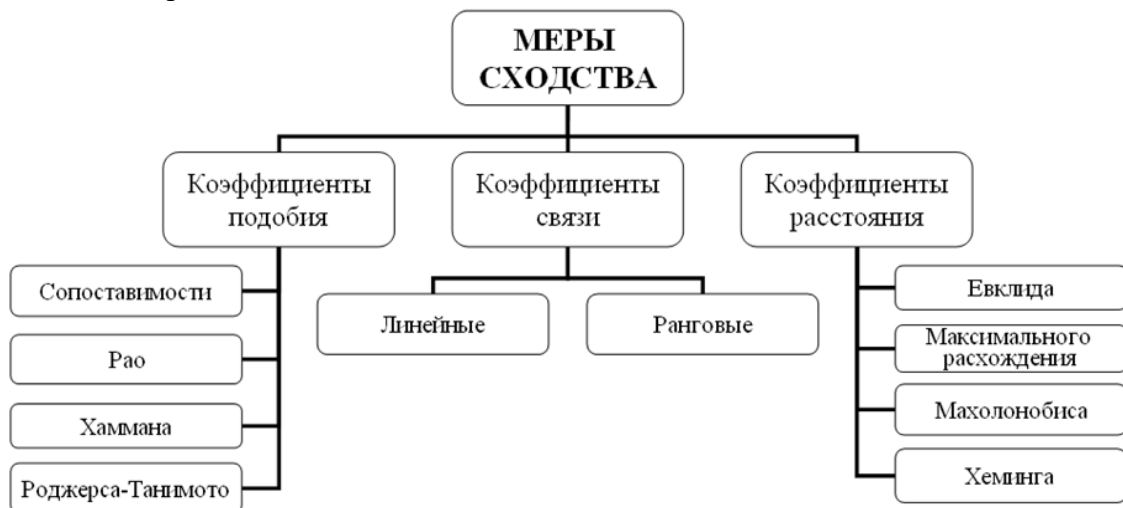 МЕРЫ
СХОДСТВА
Коэффициенты
подобия
Коэффициенты
связи
Коэффициенты
расстояния
Сопоставимости
Рао
Хаммана
Роджерса-Танимото
Линейные
Ранговые
Евклида
Максимального
расхождения
Махолонобиса
Хеминга